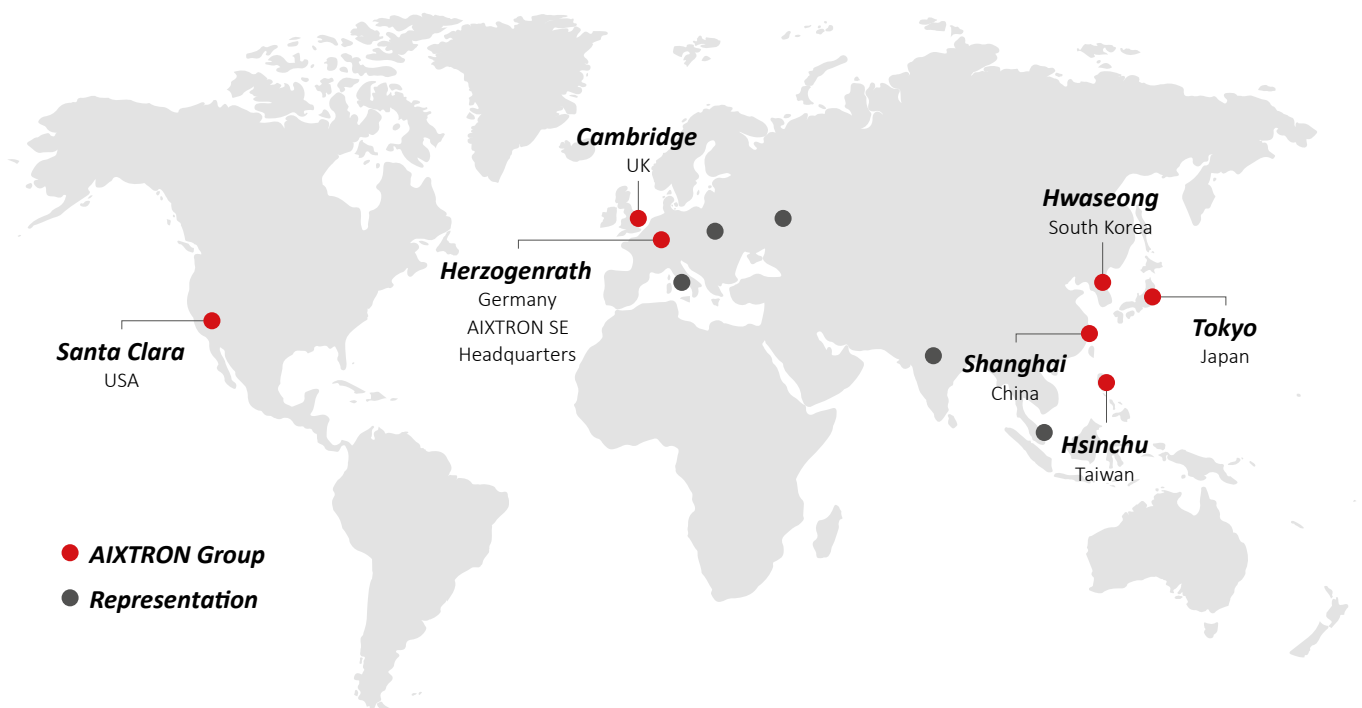 Cambridge
UK
Hwaseong
South Korea
Herzogenrath
Germany
AIXTRON SE
Headquarters
Tokyo
Japan
Santa Clara
USA
Shanghai
China
Hsinchu
Taiwan
AIXTRON Group
Representation